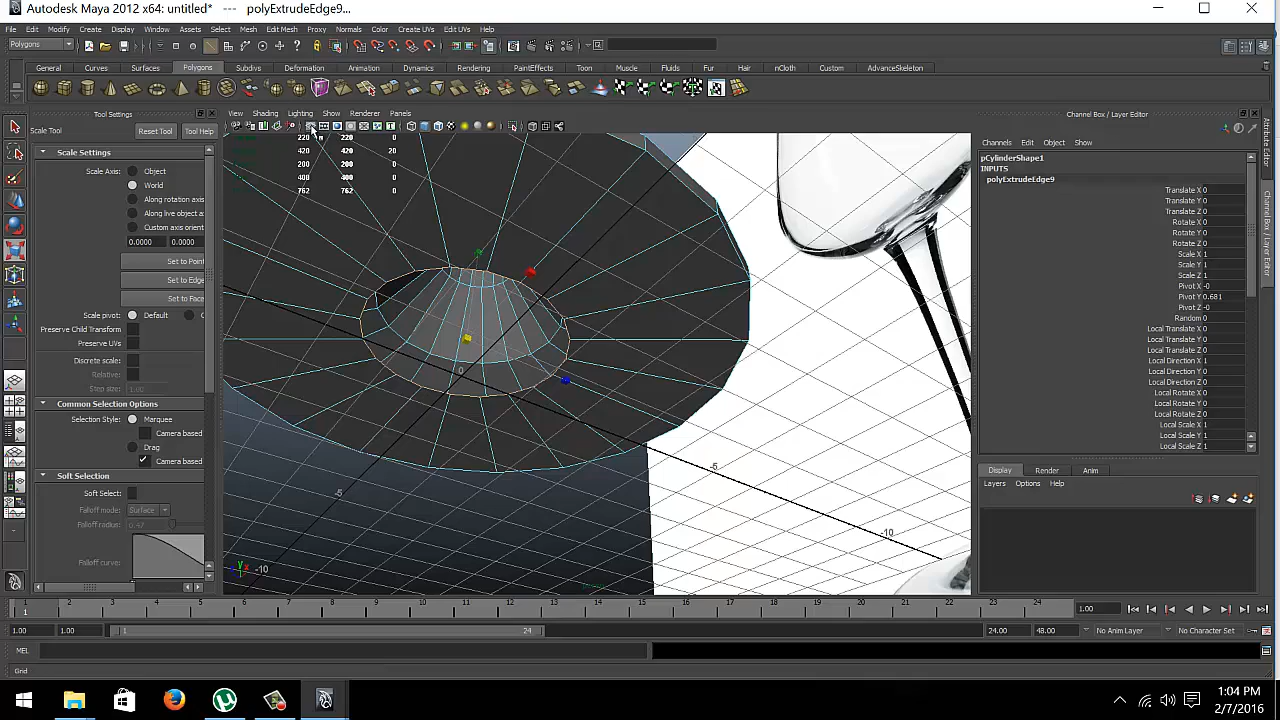 Autodesk Maya 2012 x64: untitled* --- polyExtrudeEdge9...
File Edit Modify Create Display Window Assets Select Mesh Edit Mesh Proxy Normals Color Create UVs Edit UVs Help
Polygons
General Curves Surfaces Polygons Subdivs Deformation Animation Dynamics Rendering PaintEffects Toon Muscle Fluids Fur Hair nCloth Custom AdvanceSkeleton
Tool Settings
View Shading Lighting Show Renderer Panels
Channel Box / Layer Editor
Scale Tool Reset Tool Tool Help
220 220 0
420 420 20
200 200 0
400 400 0
762 762 0
Channels Edit Object Show
Scale Settings
Scale Axis: Object
World
Along rotation axis
Along live object a
Custom axis orient
0.0000 0.0000
Set to Point
Set to Edge
Set to Face
Scale pivot: Default
Preserve Child Transform
Preserve UVs
Discrete scale:
Relative:
Step size: 1.00
Common Selection Options
Selection Style: Marquee
Camera based
Drag
Camera based
Soft Selection
Soft Select:
Falloff mode: Surface
Falloff radius: 0.47
Falloff curve:
0
-5
-5
-10
-10
pCylinderShape1
INPUTS
polyExtrudeEdge9
Translate X 0
Translate Y 0
Translate Z 0
Rotate X 0
Rotate Y 0
Rotate Z 0
Scale X 1
Scale Y 1
Scale Z 1
Pivot X -0
Pivot Y 0.681
Pivot Z -0
Random 0
Local Translate X 0
Local Translate Y 0
Local Translate Z 0
Local Direction X 1
Local Direction Y 0
Local Direction Z 0
Local Rotate X 0
Local Rotate Y 0
Local Rotate Z 0
Local Scale X 1
Local Scale Y 1
Local Scale Z 1
Attribute Editor
Channel Box / Layer Editor
Display Render Anim
Layers Options Help
1 2 3 4 5 6 7 8 9 10 11 12 13 14 15 16 17 18 19 20 21 22 23 24
1
1.00
1.00 1.00 1 24 24.00 48.00 No Anim Layer No Character Set
MEL
Grid
1:04 PM
2/7/2016